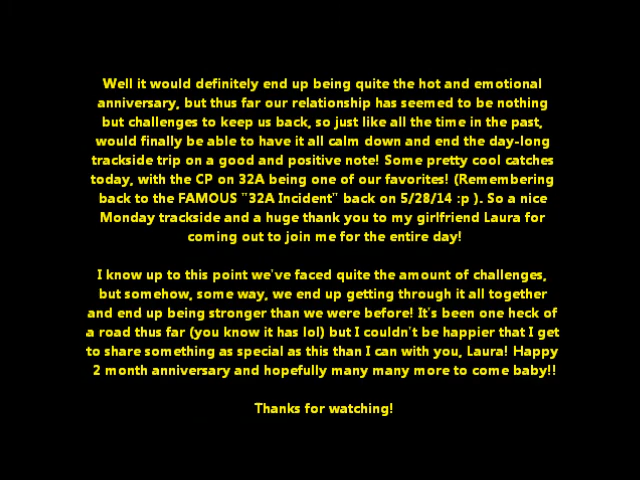 Well it would definitely end up being quite the hot and emotional
anniversary, but thus far our relationship has seemed to be nothing
but challenges to keep us back, so just like all the time in the past,
would finally be able to have it all calm down and end the day-long
trackside trip on a good and positive note! Some pretty cool catches
today, with the CP on 32A being one of our favorites! (Remembering
back to the FAMOUS "32A Incident" back on 5/28/14 :p ). So a nice
Monday trackside and a huge thank you to my girlfriend Laura for
coming out to join me for the entire day!
I know up to this point we've faced quite the amount of challenges,
but somehow, some way, we end up getting through it all together
and end up being stronger than we were before! It's been one heck of
a road thus far (you know it has lol) but I couldn't be happier that I get
to share something as special as this than I can with you, Laura! Happy
2 month anniversary and hopefully many many more to come baby!!
Thanks for watching!